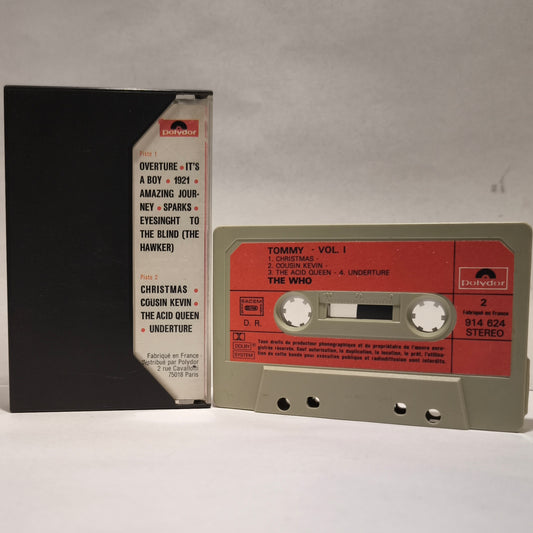 Polydor
Piste 1
OVERTURE • IT'S
A BOY • 1921 •
AMAZING JOUR-
NEY • SPARKS •
EYESINGHT TO
THE BLIND (THE
HAWKER)
Piste 2
CHRISTMAS •
COUSIN KEVIN •
THE ACID QUEEN
• UNDERTURE
Fabriqué en France
Distribué par Polydor
2 rue Cavallotti
75018 Paris
TOMMY - VOL. I
1. CHRISTMAS -
2. COUSIN KEVIN -
3. THE ACID QUEEN - 4. UNDERTURE
THE WHO
SACEM
D. R.
Polydor
2
Fabriqué en France
914 624
STEREO
DOLBY
SYSTEM
Tous droits du producteur phonographique et du propriétaire de l'œuvre enre-
gistrée réservés. Sauf autorisation, la duplication, la location, le prêt, l'utilisa-
tion de cette bande pour exécution publique et radiodiffusion sont interdits.